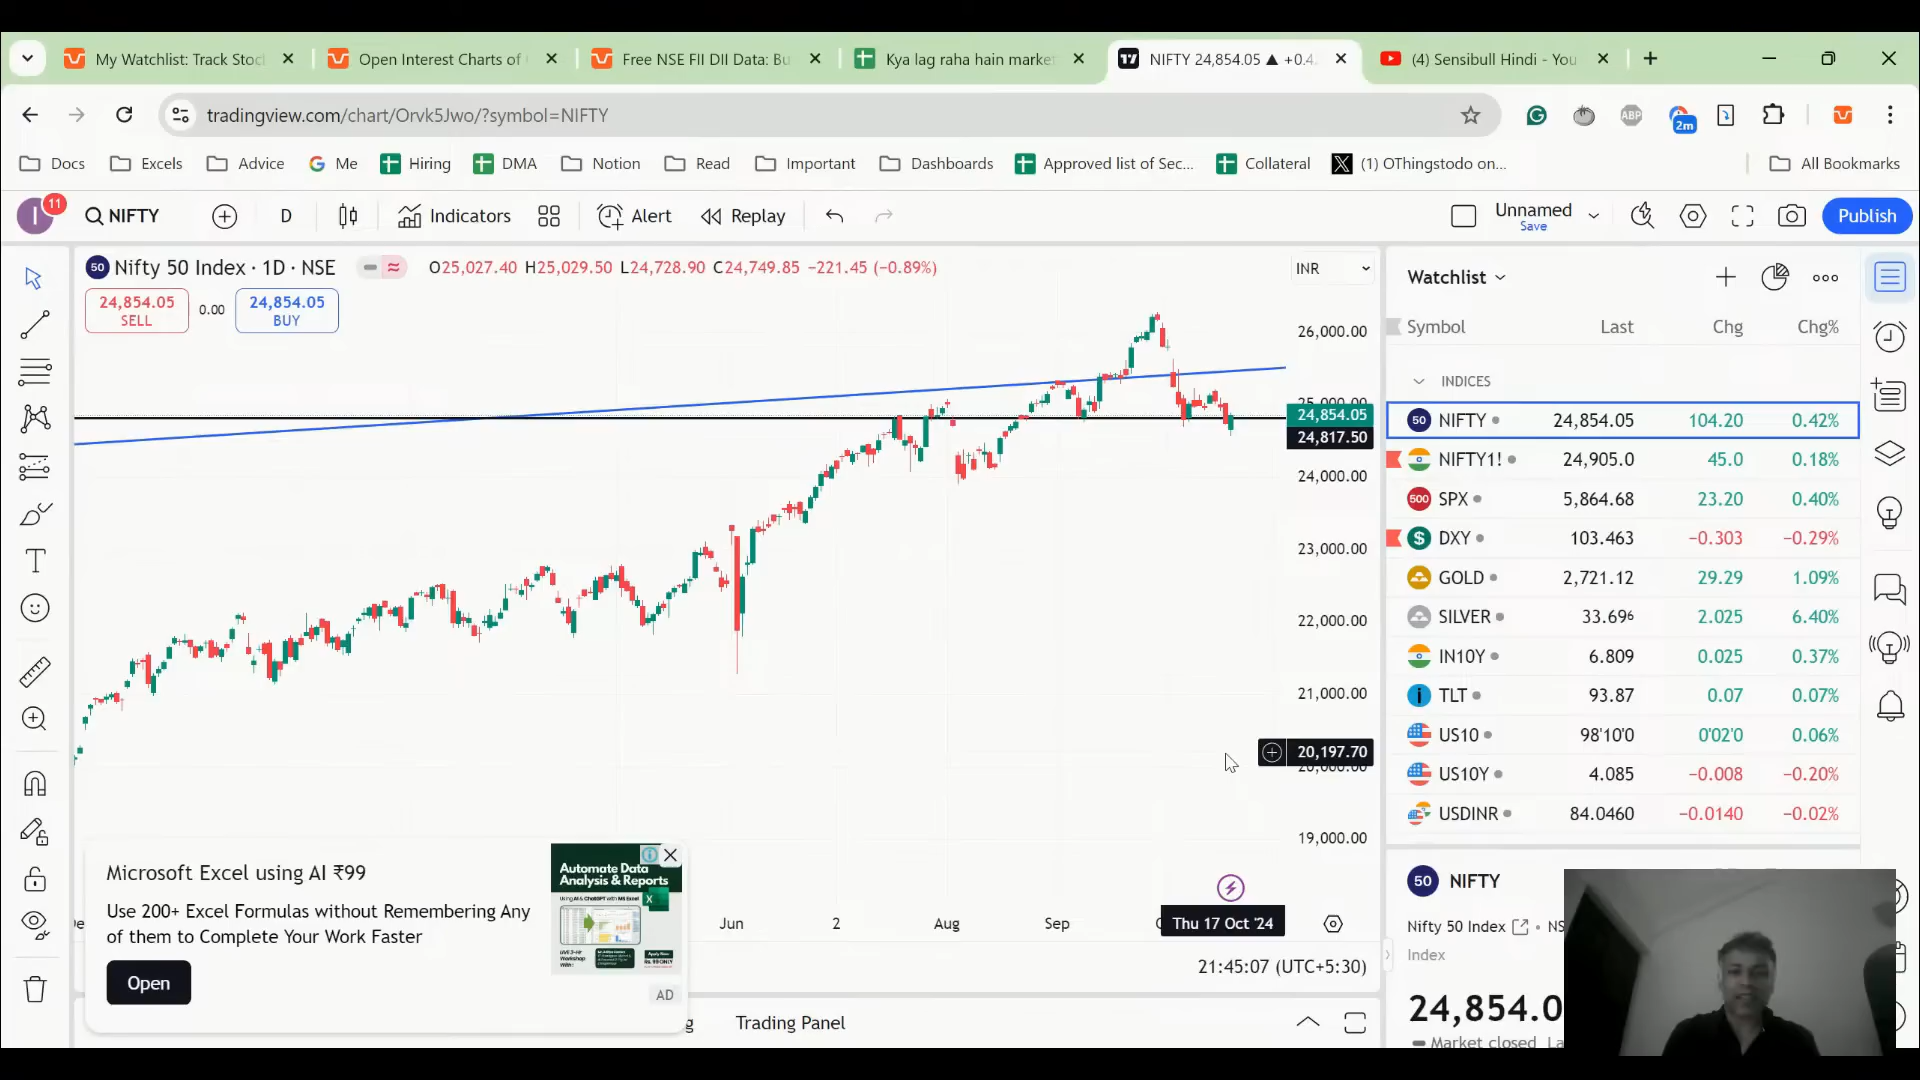 My Watchlist: Track Stoc
Open Interest Charts of
Free NSE FII DII Data: Bu
Kya lag raha hain market
NIFTY 24,854.05 ▲ +0.4
(4) Sensibull Hindi - You
tradingview.com/chart/Orvk5Jwo/?symbol=NIFTY
ABP
2m
Docs
Excels
Advice
Me
Hiring
DMA
Notion
Read
Important
Dashboards
Approved list of Sec...
Collateral
(1) OThingstodo on...
All Bookmarks
I
11
NIFTY
D
Indicators
Alert
Replay
Unnamed
Save
Publish
50 Nifty 50 Index · 1D · NSE
O25,027.40 H25,029.50 L24,728.90 C24,749.85 −221.45 (−0.89%)
INR
24,854.05
SELL
0.00
24,854.05
BUY
26,000.00
24,854.05
24,817.50
24,000.00
23,000.00
22,000.00
21,000.00
20,197.70
19,000.00
Jun
2
Aug
Sep
Thu 17 Oct '24
21:45:07 (UTC+5:30)
Trading Panel
Microsoft Excel using AI ₹99
Use 200+ Excel Formulas without Remembering Any
of them to Complete Your Work Faster
Open
Automate Data
Analysis & Reports
AD
Watchlist
Symbol Last Chg Chg%
INDICES
50 NIFTY 24,854.05 104.20 0.42%
NIFTY1! 24,905.0 45.0 0.18%
500 SPX 5,864.68 23.20 0.40%
$ DXY 103.463 −0.303 −0.29%
GOLD 2,721.12 29.29 1.09%
SILVER 33.696 2.025 6.40%
IN10Y 6.809 0.025 0.37%
TLT 93.87 0.07 0.07%
US10 98'10'0 0'02'0 0.06%
US10Y 4.085 −0.008 −0.20%
USDINR 84.0460 −0.0140 −0.02%
50 NIFTY
Nifty 50 Index · NS
Index
24,854.0
Market closed